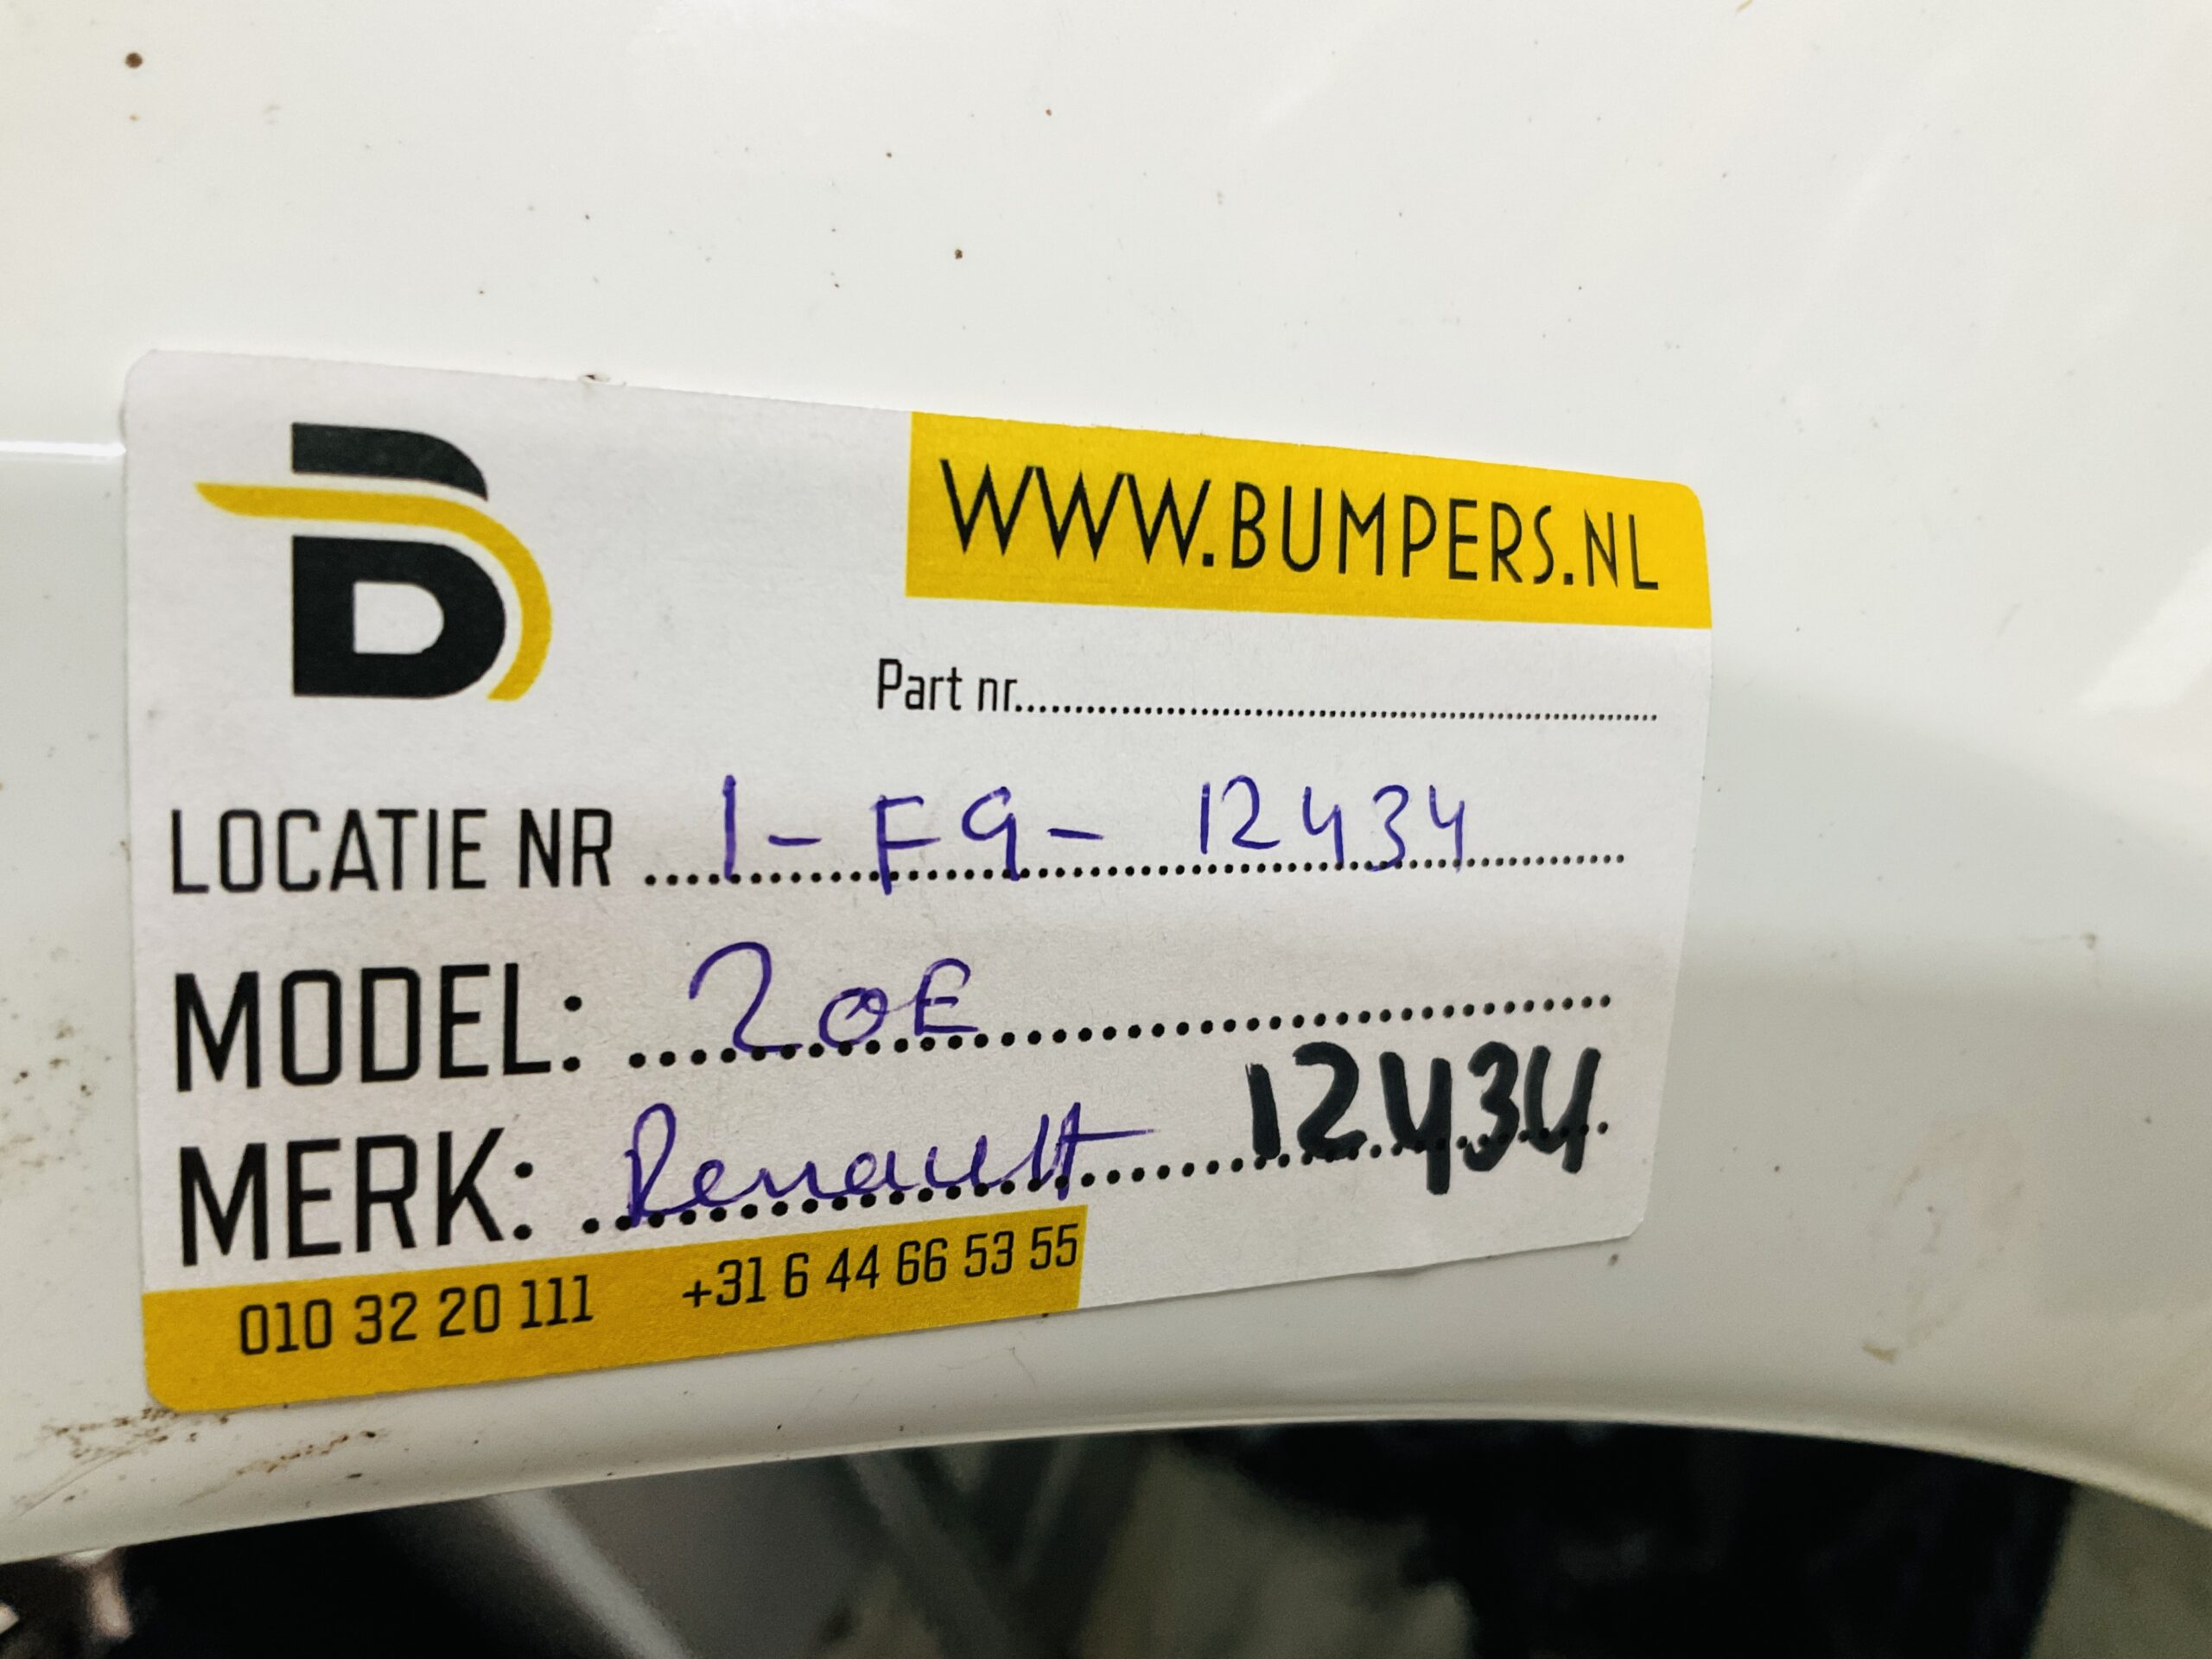 B
WWW.BUMPERS.NL
Part nr.............................................................
LOCATIE NR ....1-F9- 12434....
MODEL: ....ZOE....
MERK: ....Renault.... 12434
010 32 20 111 +31 6 44 66 53 55